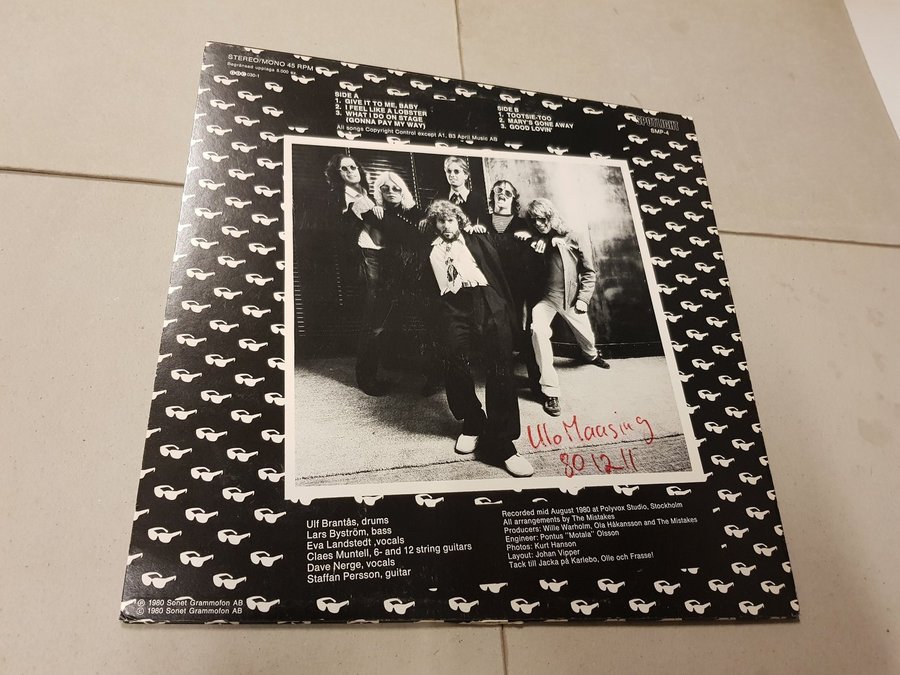 STEREO/MONO 45 RPM
Begränsad upplaga 5.000 ex.
SIDE A
1. GIVE IT TO ME, BABY
2. I FEEL LIKE A LOBSTER
3. WHAT I DO ON STAGE
(GONNA PAY MY WAY)
SIDE B
1. TOOTSIE-TOO
2. MARY'S GONE AWAY
3. GOOD LOVIN'
All songs Copyright Control except A1, B3 April Music AB
SPOTLIGHT
SMP-4
Ulo Maasing
80 12 11
Ulf Brantås, drums
Lars Byström, bass
Eva Landstedt ,vocals
Claes Muntell, 6- and 12 string guitars
Dave Nerge, vocals
Staffan Persson, guitar
Recorded mid August 1980 at Polyvox Studio, Stockholm
All arrangements by The Mistakes
Producers: Wille Warholm, Ola Håkansson and The Mistakes
Engineer: Pontus "Motala" Olsson
Photos: Kurt Hanson
Layout: Johan Vipper
Tack till Jacka på Karlebo, Olle och Frasse!
Ⓟ 1980 Sonet Grammofon AB
© 1980 Sonet Grammofon AB